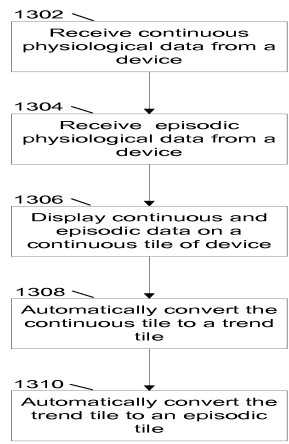 1302
Receive continuous
physiological data from a
device
1304
Receive episodic
physiological data from a
device
1306
Display continuous and
episodic data on a
continuous tile of device
1308
Automatically convert the
continuous tile to a trend
tile
1310
Automatically convert the
trend tile to an episodic
tile